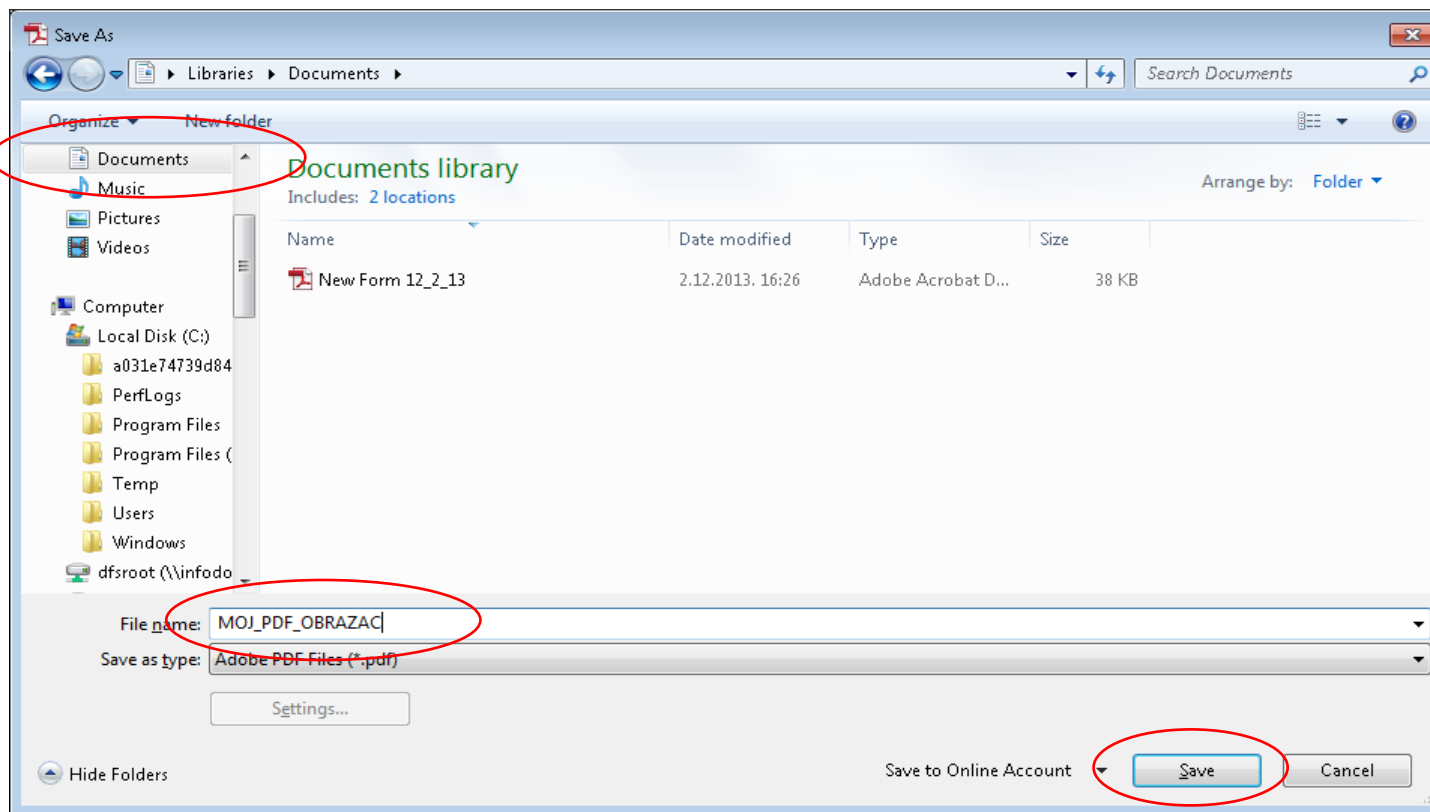 Save As
Libraries Documents
Search Documents
Organize New folder
Documents
Music
Pictures
Videos
Computer
Local Disk (C:)
a031e74739d84
PerfLogs
Program Files
Program Files (
Temp
Users
Windows
dfsroot (\\infodo
Documents library
Includes: 2 locations
Arrange by: Folder
Name Date modified Type Size
New Form 12_2_13 2.12.2013. 16:26 Adobe Acrobat D... 38 KB
File name: MOJ_PDF_OBRAZAC
Save as type: Adobe PDF Files (*.pdf)
Settings...
Hide Folders
Save to Online Account
Save
Cancel